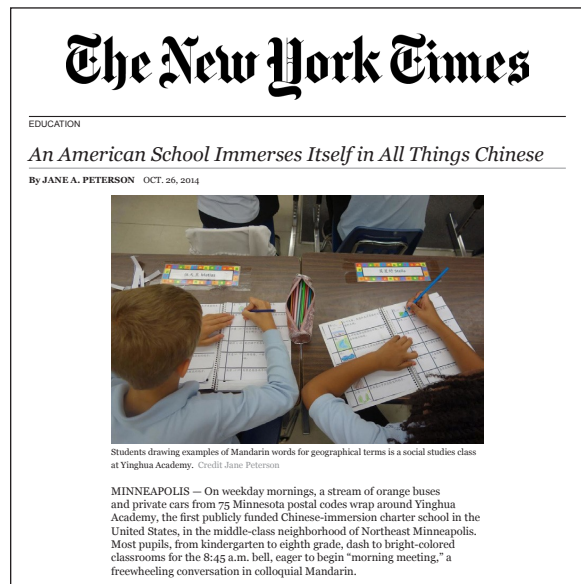 The New York Times
EDUCATION
An American School Immerses Itself in All Things Chinese
By JANE A. PETERSON OCT. 26, 2014
Students drawing examples of Mandarin words for geographical terms is a social studies class
at Yinghua Academy. Credit Jane Peterson
MINNEAPOLIS — On weekday mornings, a stream of orange buses
and private cars from 75 Minnesota postal codes wrap around Yinghua
Academy, the first publicly funded Chinese-immersion charter school in the
United States, in the middle-class neighborhood of Northeast Minneapolis.
Most pupils, from kindergarten to eighth grade, dash to bright-colored
classrooms for the 8:45 a.m. bell, eager to begin “morning meeting,” a
freewheeling conversation in colloquial Mandarin.